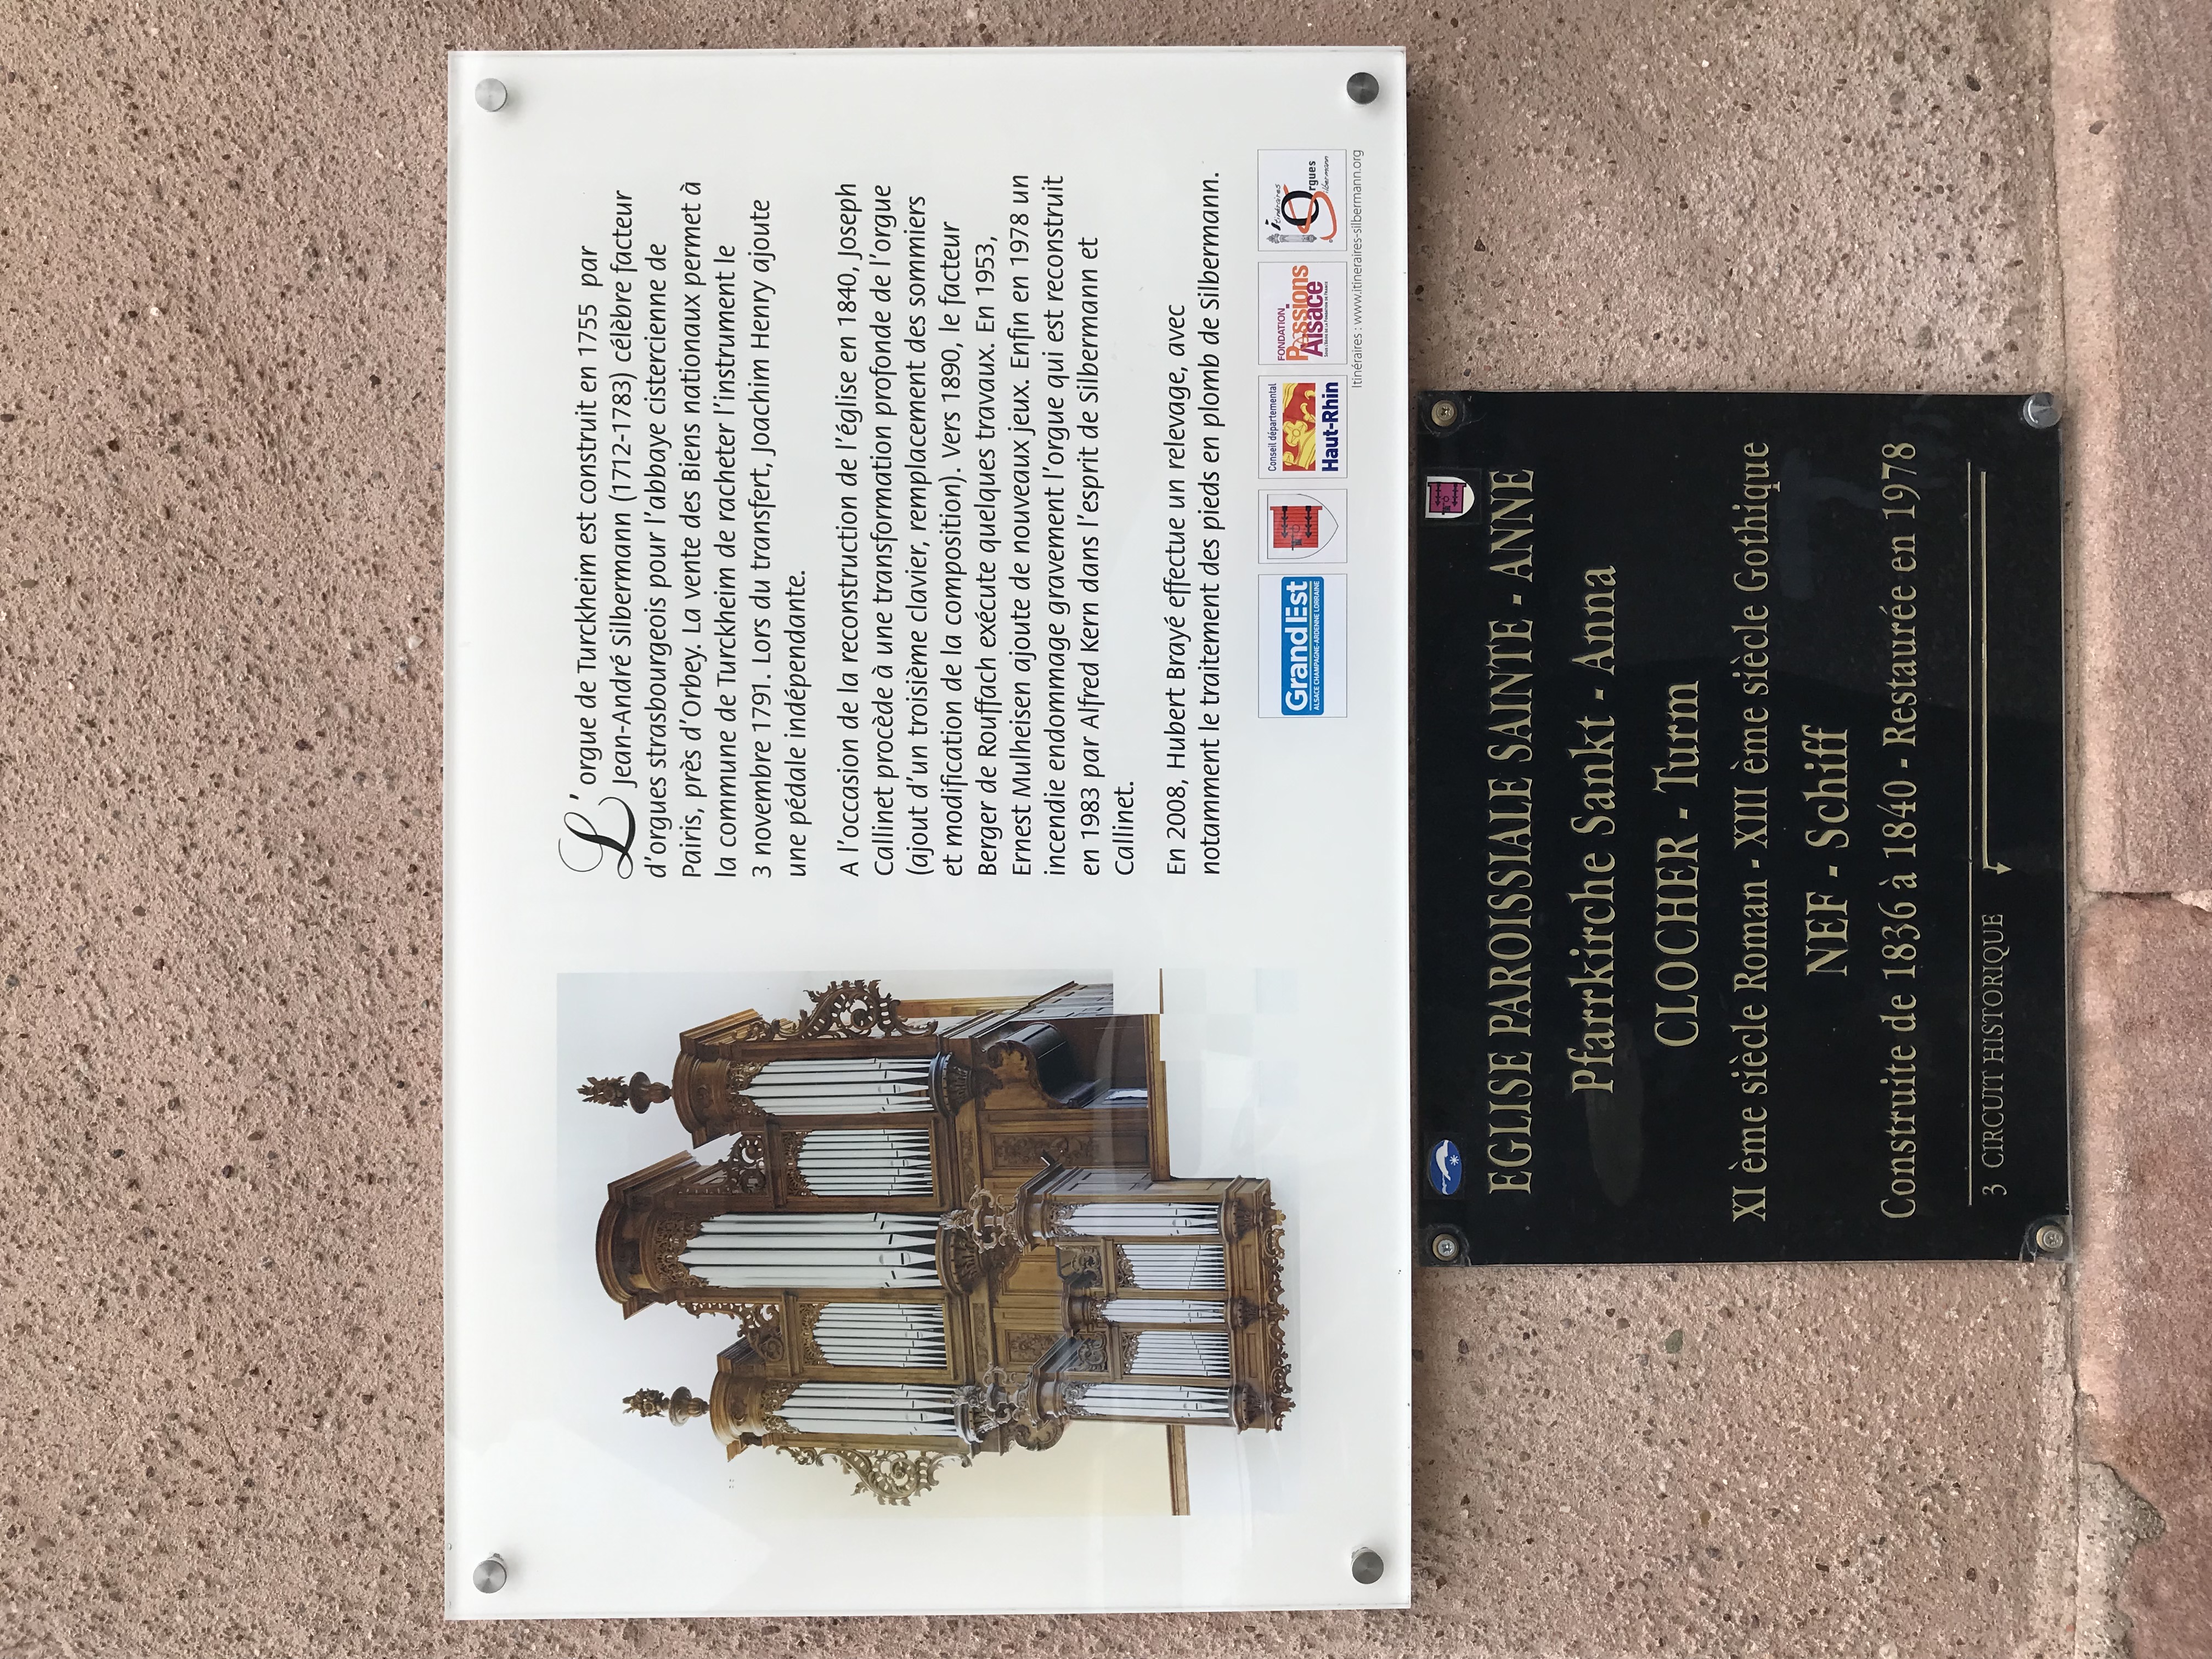 L'orgue de Turckheim est construit en 1755 par
Jean-André Silbermann (1712-1783) célèbre facteur
d'orgues strasbourgeois pour l'abbaye cistercienne de
Pairis, près d'Orbey. La vente des Biens nationaux permet à
la commune de Turckheim de racheter l'instrument le
3 novembre 1791. Lors du transfert, Joachim Henry ajoute
une pédale indépendante.
A l'occasion de la reconstruction de l'église en 1840, Joseph
Callinet procède à une transformation profonde de l'orgue
(ajout d'un troisième clavier, remplacement des sommiers
et modification de la composition). Vers 1890, le facteur
Berger de Rouffach exécute quelques travaux. En 1953,
Ernest Mulheisen ajoute de nouveaux jeux. Enfin en 1978 un
incendie endommage gravement l'orgue qui est reconstruit
en 1983 par Alfred Kern dans l'esprit de Silbermann et
Callinet.
En 2008, Hubert Brayé effectue un relevage, avec
notamment le traitement des pieds en plomb de Silbermann.
GrandEst
ALSACE CHAMPAGNE-ARDENNE LORRAINE
Conseil départemental
Haut-Rhin
FONDATION
Passions
Alsace
itinéraires
Orgues
Silbermann
Itinéraires : www.itineraires-silbermann.org
EGLISE PAROISSIALE SAINTE - ANNE
Pfarrkirche Sankt - Anna
CLOCHER - Turm
XI ème siècle Roman - XIII ème siècle Gothique
NEF - Schiff
Construite de 1836 à 1840 - Restaurée en 1978
3 CIRCUIT HISTORIQUE